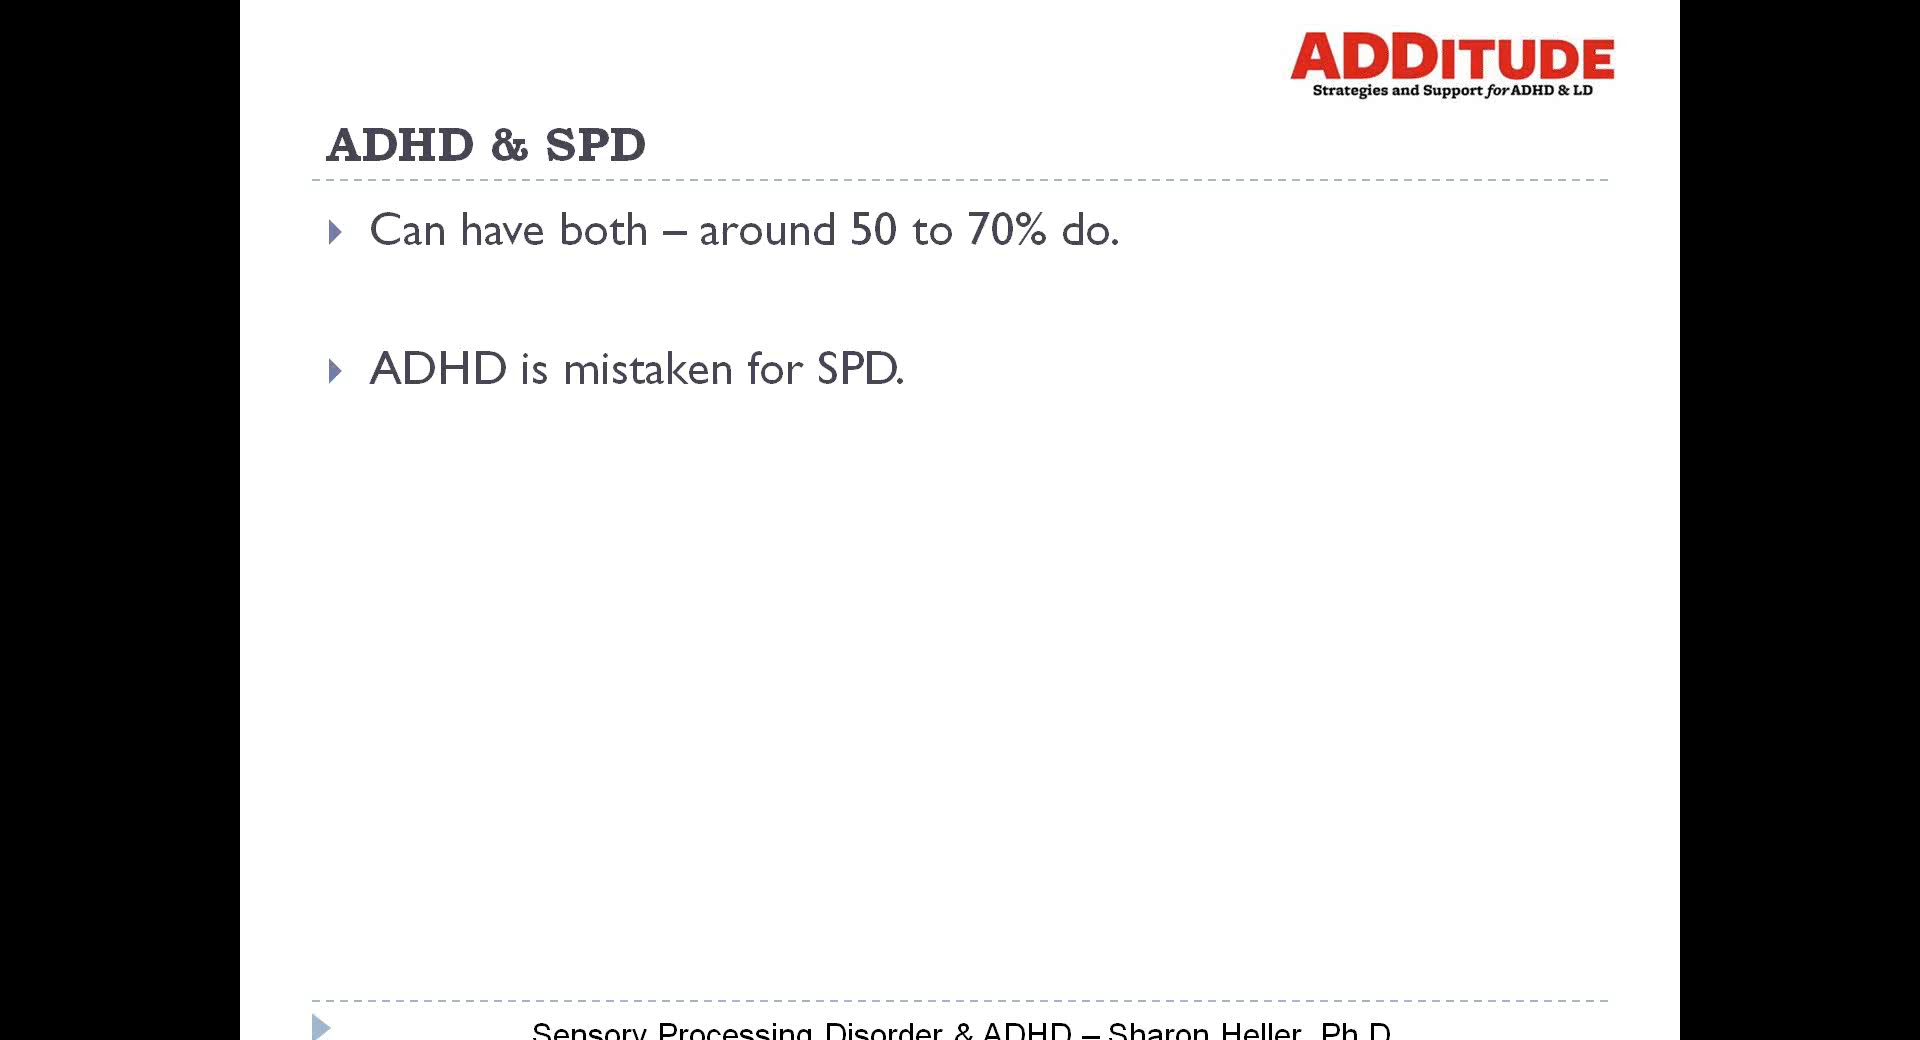 ADDITUDE
Strategies and Support for ADHD & LD
ADHD & SPD
Can have both – around 50 to 70% do.
ADHD is mistaken for SPD.
Sensory Processing Disorder & ADHD – Sharon Heller, Ph.D.